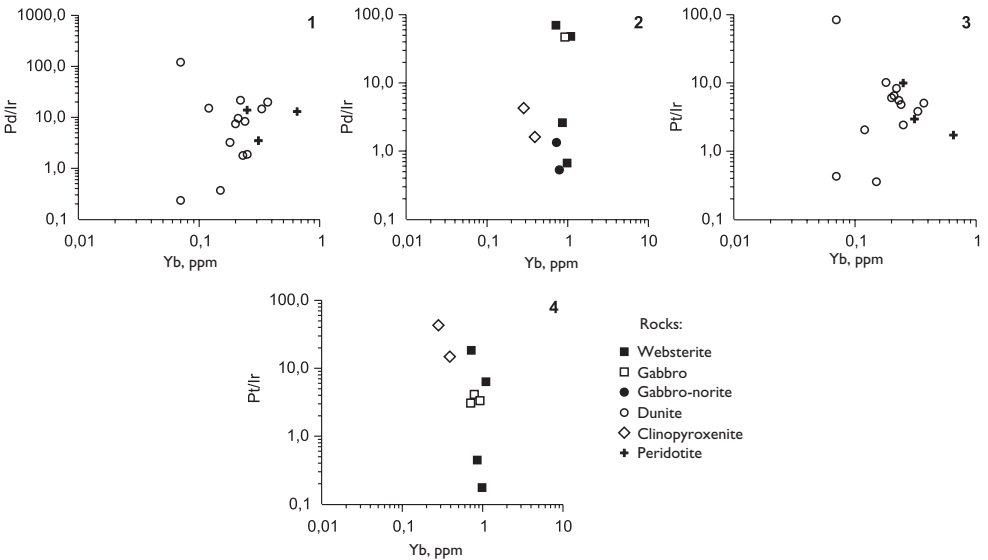 1000,0
100,0
10,0
1,0
0,1
Pd/Ir
1
0,01
0,1
1
Yb, ppm
100,0
10,0
1,0
0,1
Pd/Ir
2
0,01
0,1
1
10
Yb, ppm
100,0
10,0
1,0
0,1
Pt/Ir
3
0,01
0,1
1
Yb, ppm
100,0
10,0
1,0
0,1
Pt/Ir
4
0,01
0,1
1
10
Yb, ppm
Rocks:
Websterite
Gabbro
Gabbro-norite
Dunite
Clinopyroxenite
Peridotite